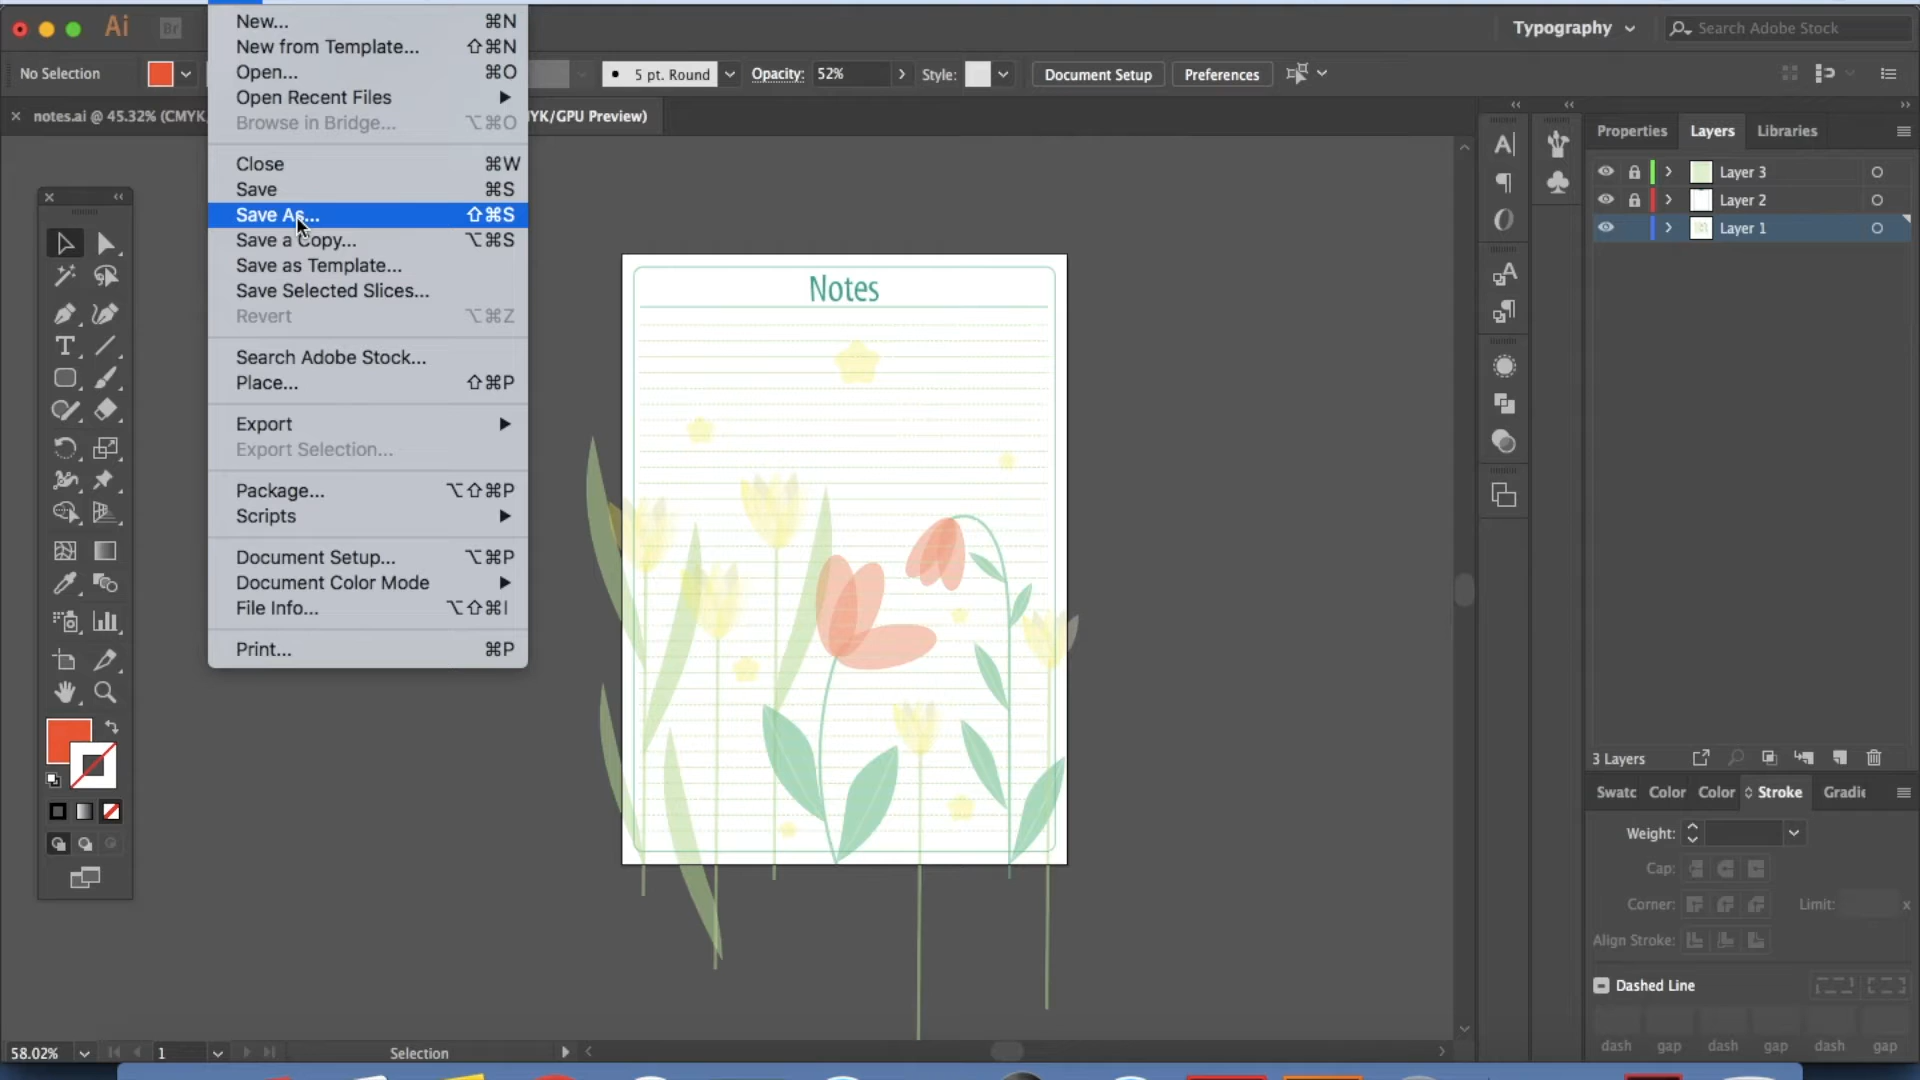 Ai
Br
Typography
Search Adobe Stock
No Selection
5 pt. Round
Opacity:
52%
Style:
Document Setup
Preferences
× notes.ai @ 45.32% (CMYK,
YK/GPU Preview)
New... ⌘N
New from Template... ⇧⌘N
Open... ⌘O
Open Recent Files
Browse in Bridge... ⌥⌘O
Close ⌘W
Save ⌘S
Save As... ⇧⌘S
Save a Copy... ⌥⌘S
Save as Template...
Save Selected Slices...
Revert ⌥⌘Z
Search Adobe Stock...
Place... ⇧⌘P
Export
Export Selection...
Package... ⌥⇧⌘P
Scripts
Document Setup... ⌥⌘P
Document Color Mode
File Info... ⌥⇧⌘I
Print... ⌘P
Notes
Properties Layers Libraries
Layer 3
Layer 2
Layer 1
3 Layers
Swatc Color Color Stroke Gradie
Weight:
Cap:
Corner:
Limit: x
Align Stroke:
Dashed Line
dash gap dash gap dash gap
58.02%
1
Selection